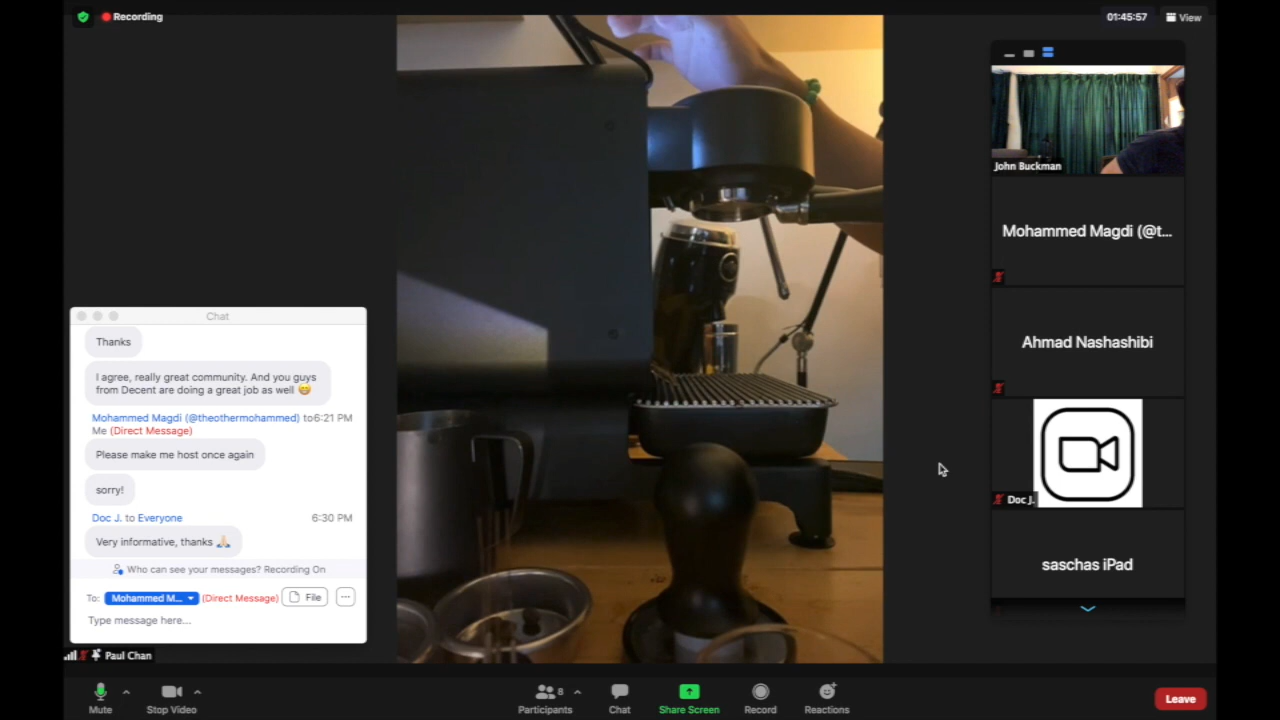 Recording
01:45:57
View
John Buckman
Mohammed Magdi (@t...
Ahmad Nashashibi
Doc J.
saschas iPad
Chat
Thanks
I agree, really great community. And you guys
from Decent are doing a great job as well 😄
Mohammed Magdi (@theothermohammed) to 6:21 PM
Me (Direct Message)
Please make me host once again
sorry!
Doc J. to Everyone 6:30 PM
Very informative, thanks 🙏🏻
Who can see your messages? Recording On
To: Mohammed M... (Direct Message) File
Type message here...
Paul Chan
Mute
Stop Video
Participants 8
Chat
Share Screen
Record
Reactions
Leave